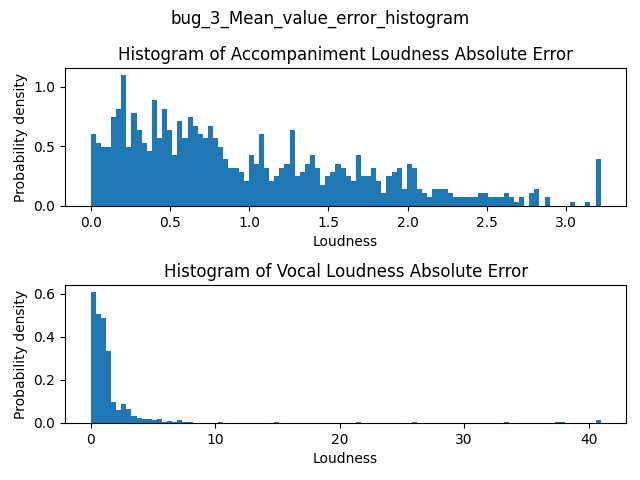 bug_3_Mean_value_error_histogram
Histogram of Accompaniment Loudness Absolute Error
Probability density
1.0
0.5
0.0
0.0 0.5 1.0 1.5 2.0 2.5 3.0
Loudness
Histogram of Vocal Loudness Absolute Error
Probability density
0.6
0.4
0.2
0.0
0 10 20 30 40
Loudness